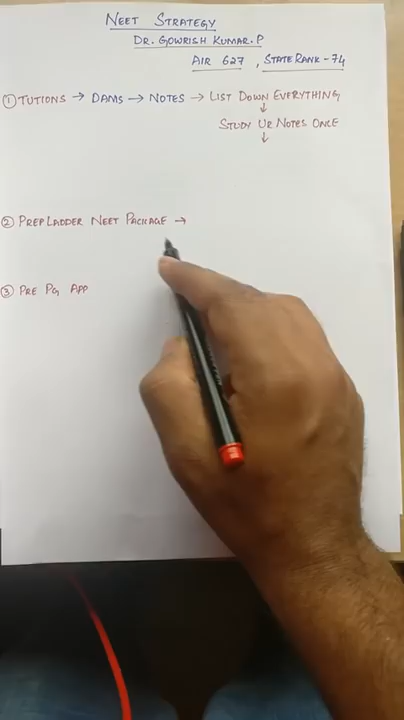 NEET STRATEGY
DR. GOWRISH KUMAR. P
AIR 627 , STATE RANK - 74
① TUTIONS → DAMS → NOTES → LIST DOWN EVERYTHING
↓
STUDY UR NOTES ONCE
↓
② PREPLADDER NEET PACKAGE →
③ PRE PG APP